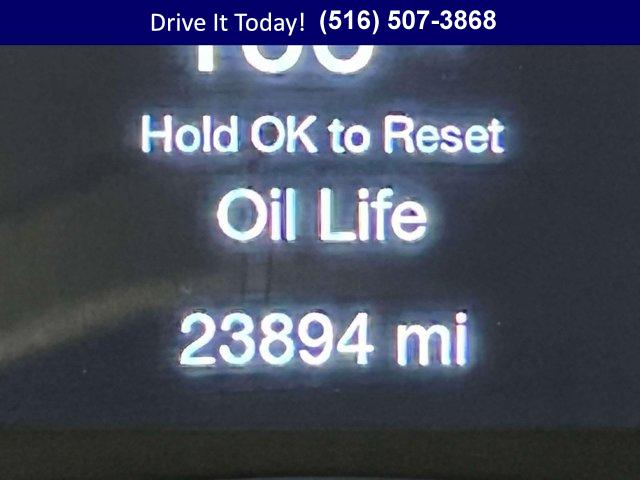 Drive It Today! (516) 507-3868
Hold OK to Reset
Oil Life
23894 mi